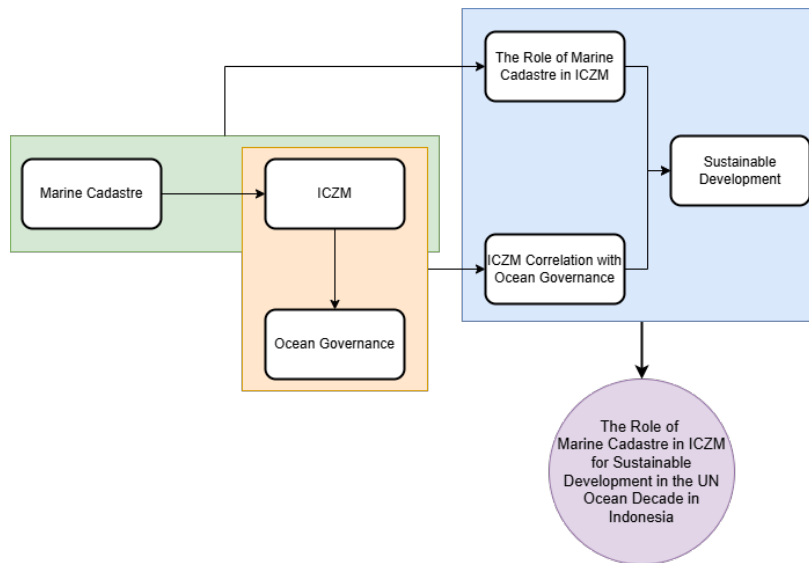 The Role of Marine
Cadastre in ICZM
Marine Cadastre
ICZM
Sustainable
Development
ICZM Correlation with
Ocean Governance
Ocean Governance
The Role of
Marine Cadastre in ICZM
for Sustainable
Development in the UN
Ocean Decade in
Indonesia